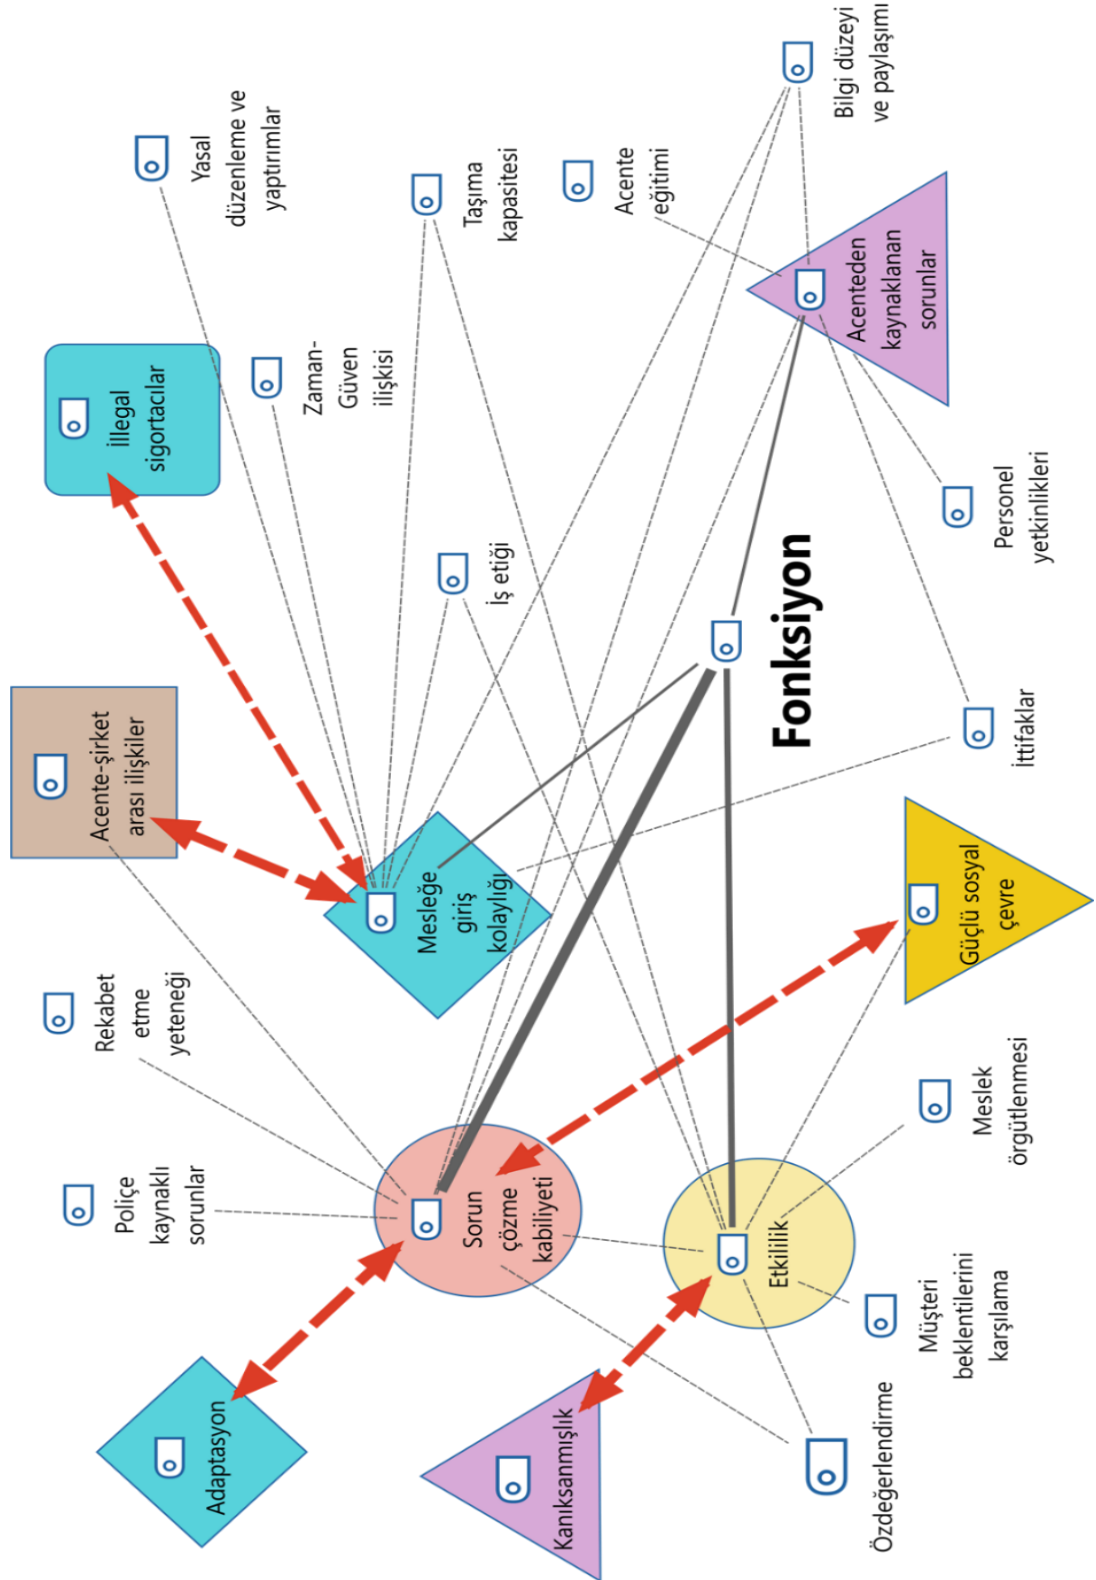 Adaptasyon
Poliçe
kaynaklı
sorunlar
Rekabet
etme
yeteneği
Acente-şirket
arası ilişkiler
İllegal
sigortacılar
Yasal
düzenleme ve
yaptırımlar
Zaman-
Güven
ilişkisi
Taşıma
kapasitesi
İş etiği
Mesleğe
giriş
kolaylığı
Sorun
çözme
kabiliyeti
Kanıksanmışlık
Acente
eğitimi
Bilgi düzeyi
ve paylaşımı
Fonksiyon
Etkililik
Acenteden
kaynaklanan
sorunlar
Özdeğerlendirme
Müşteri
beklentilerini
karşılama
Meslek
örgütlenmesi
Güçlü sosyal
çevre
İttifaklar
Personel
yetkinlikleri